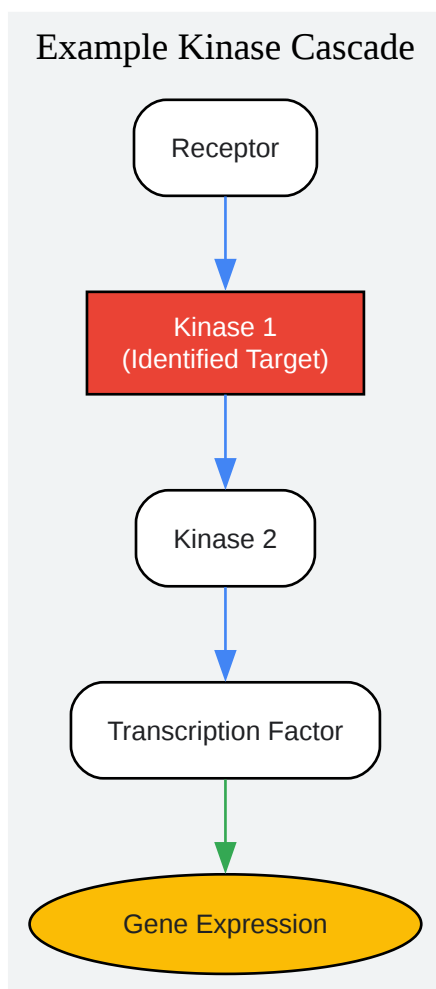 Example Kinase Cascade
Receptor
Kinase 1
(Identified Target)
Kinase 2
Transcription Factor
Gene Expression